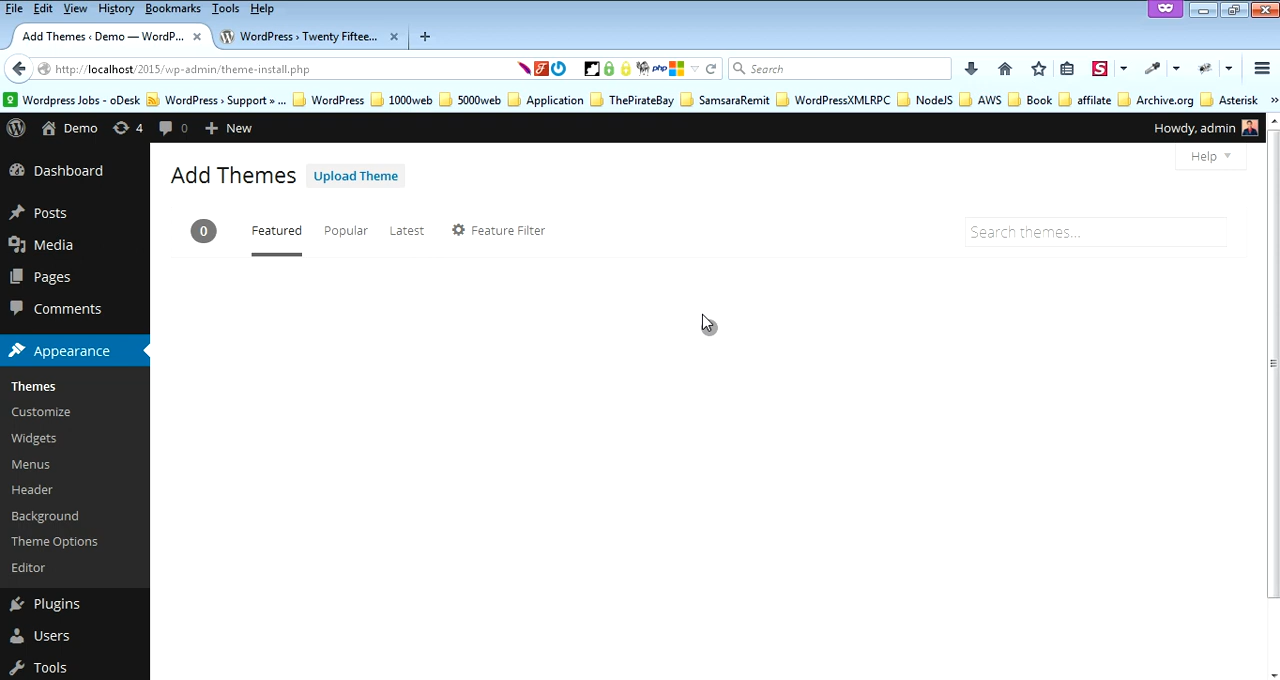 File Edit View History Bookmarks Tools Help
Add Themes ‹ Demo — WordP... × WordPress › Twenty Fiftee... × +
http://localhost/2015/wp-admin/theme-install.php php S Search
Wordpress Jobs - oDesk WordPress › Support » ... WordPress 1000web 5000web Application ThePirateBay SamsaraRemit WordPressXMLRPC NodeJS AWS Book affilate Archive.org Asterisk »
Demo 4 0 + New Howdy, admin
Help
Add Themes Upload Theme
0 Featured Popular Latest Feature Filter Search themes...
Dashboard
Posts
Media
Pages
Comments
Appearance
Themes
Customize
Widgets
Menus
Header
Background
Theme Options
Editor
Plugins
Users
Tools